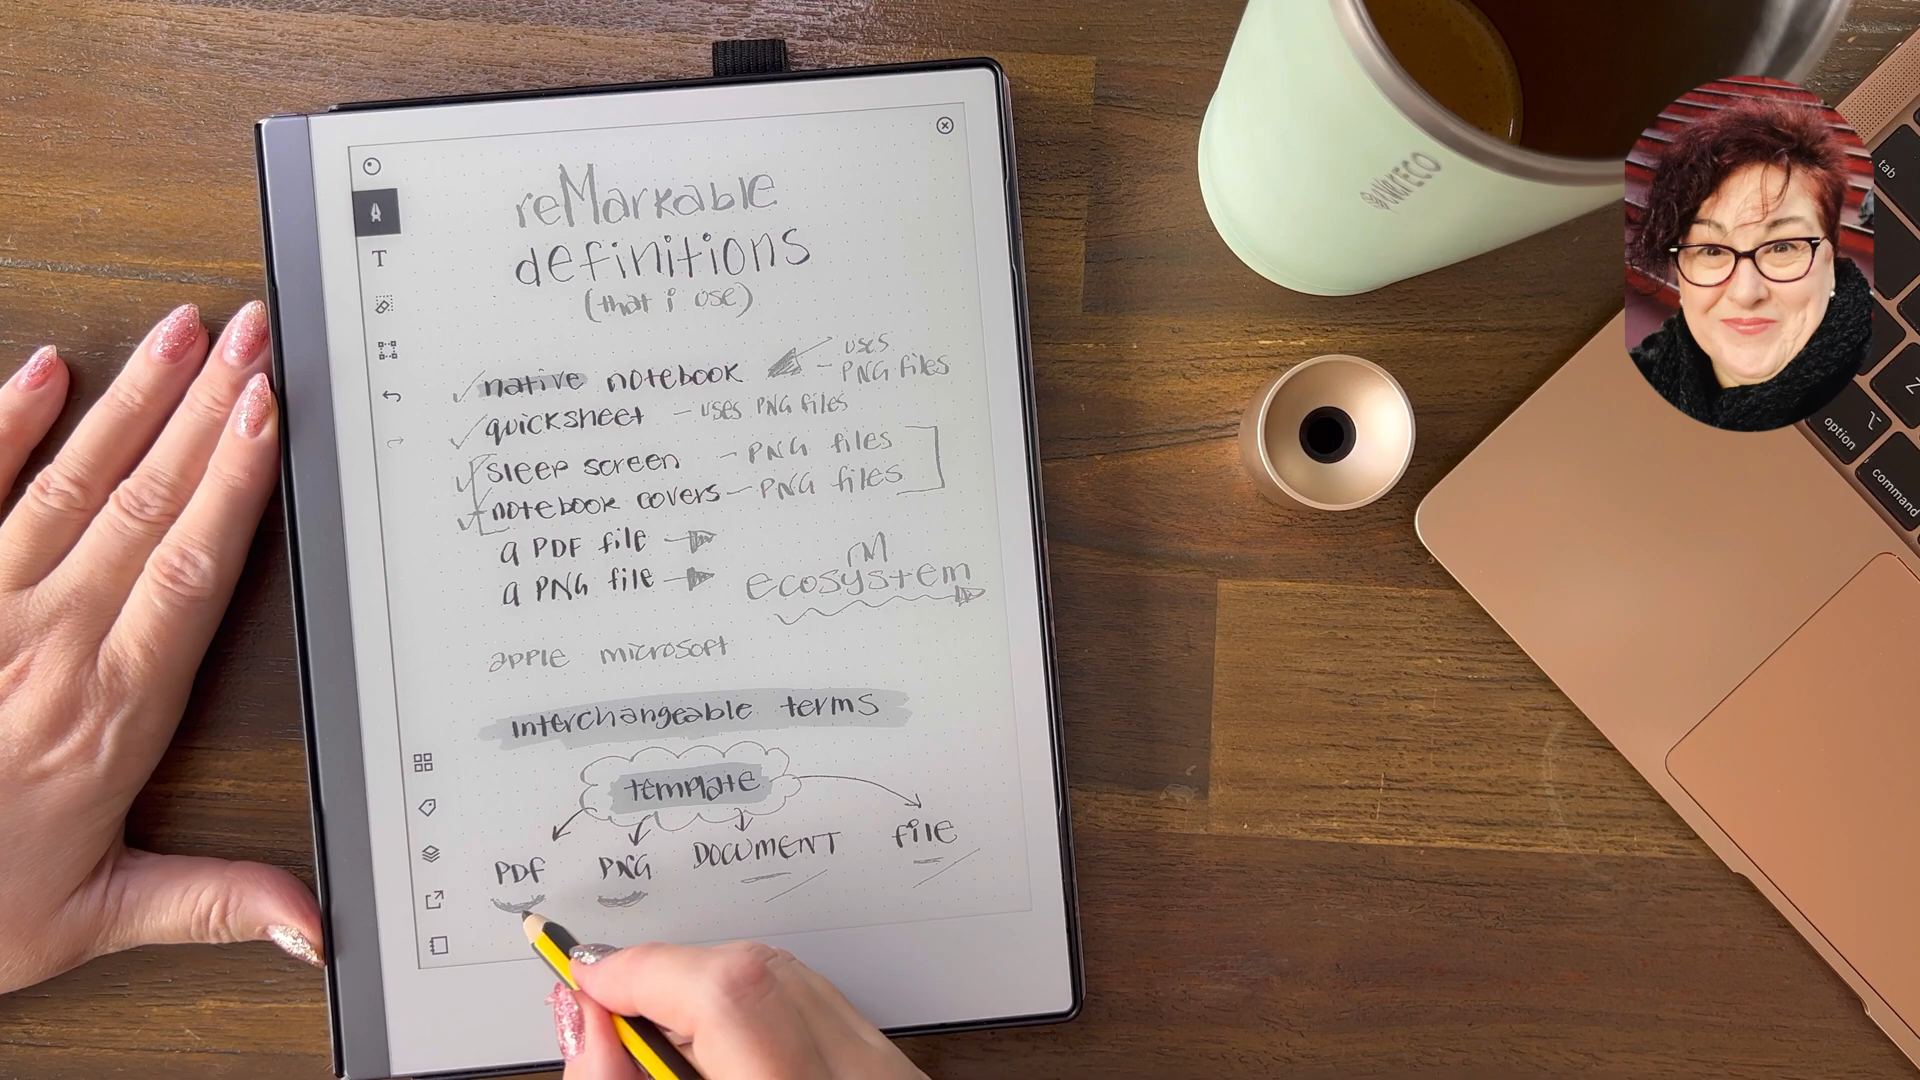 reMarkable
definitions
(that i use)
native notebook
uses
- PNG files
quicksheet - uses PNG files
sleep screen - PNG files
notebook covers - PNG files
a PDF file
a PNG file
rM
ecosystem
apple microsoft
interchangeable terms
template
PDF PNG DOCUMENT file
T
tab
Z
option
command